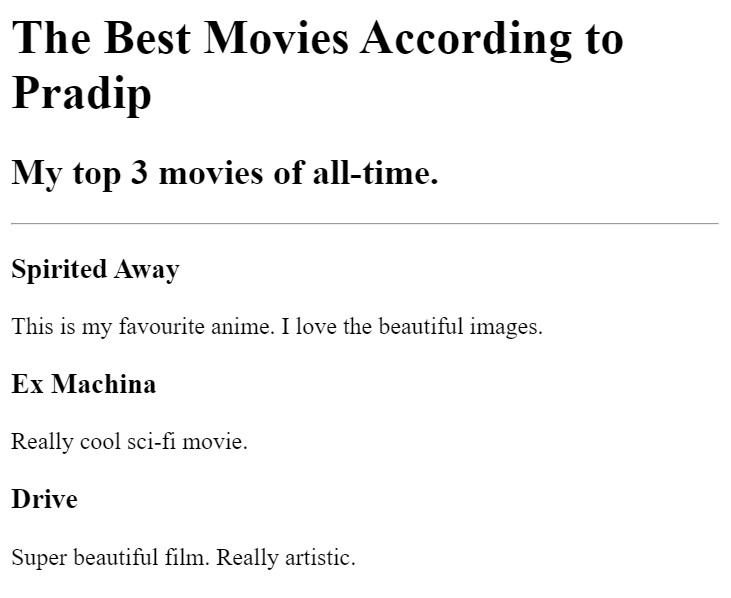 The Best Movies According to
Pradip
My top 3 movies of all-time.
Spirited Away
This is my favourite anime. I love the beautiful images.
Ex Machina
Really cool sci-fi movie.
Drive
Super beautiful film. Really artistic.